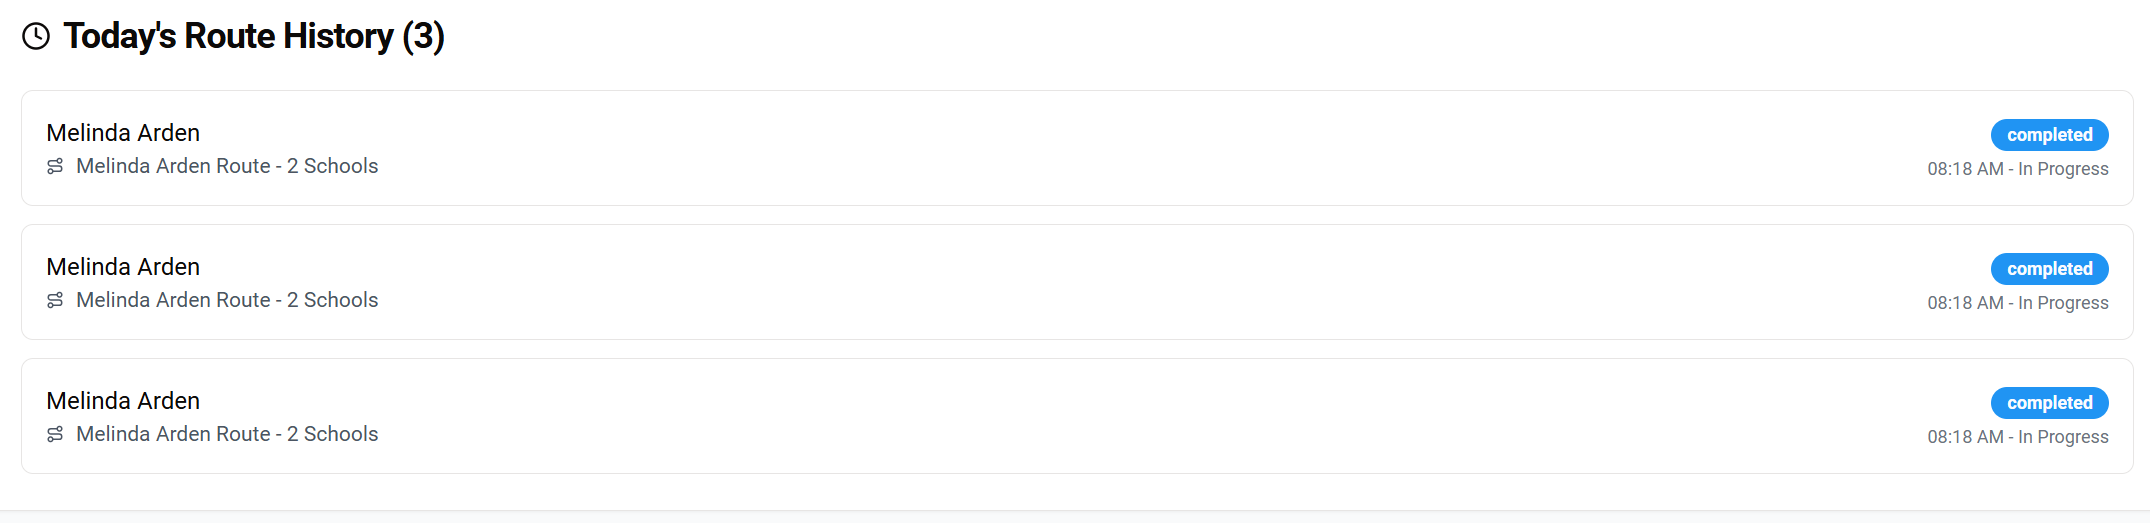 Today's Route History (3)
Melinda Arden
completed
Melinda Arden Route - 2 Schools
08:18 AM - In Progress
Melinda Arden
completed
Melinda Arden Route - 2 Schools
08:18 AM - In Progress
Melinda Arden
completed
Melinda Arden Route - 2 Schools
08:18 AM - In Progress